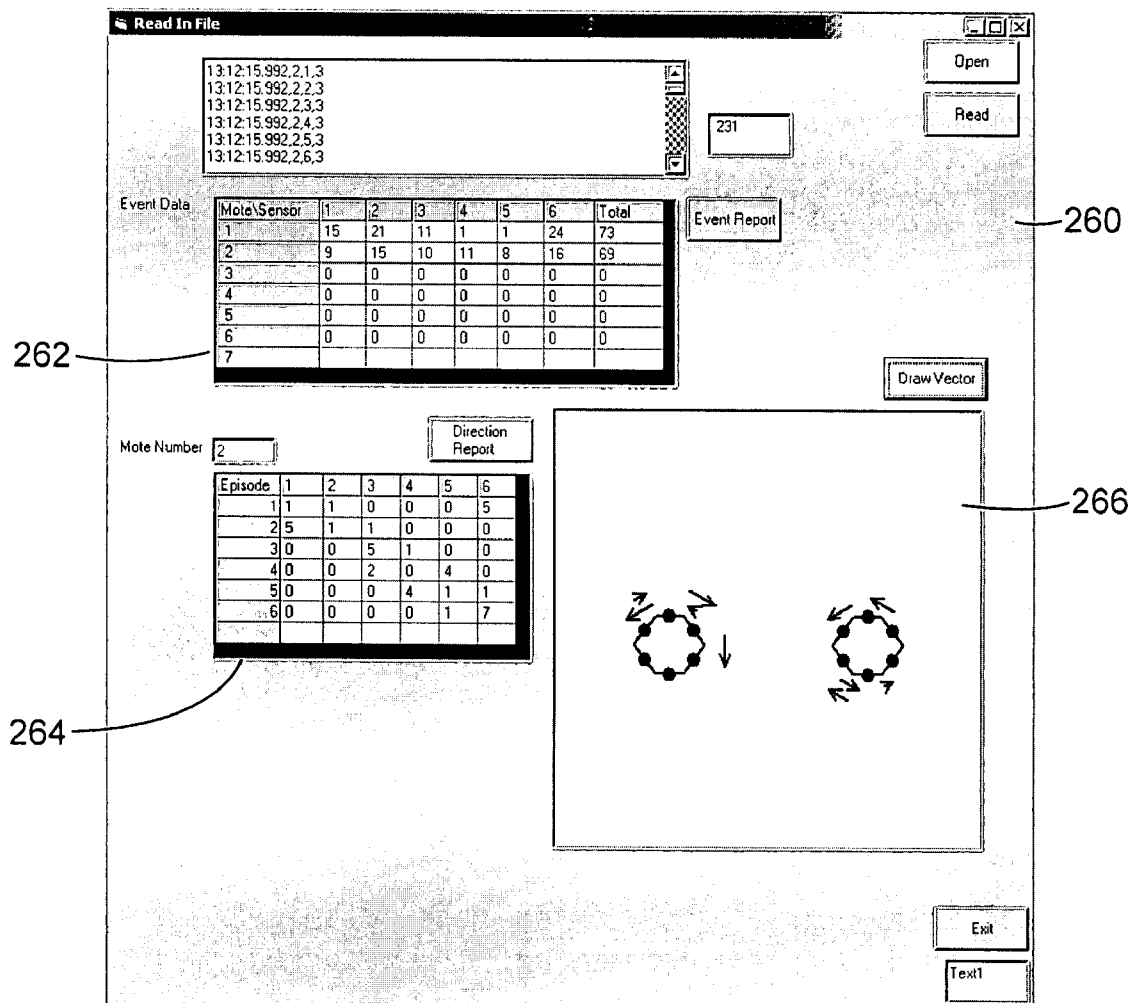 Read In File
Open
13:12:15.992,2,1,3
13:12:15.992,2,2,3
13:12:15.992,2,3,3
13:12:15.992,2,4,3
13:12:15.992,2,5,3
13:12:15.992,2,6,3
Read
231
Event Data
Mote\Sensor 1 2 3 4 5 6 Total
1 15 21 11 1 1 24 73
2 9 15 10 11 8 16 69
3 0 0 0 0 0 0 0
4 0 0 0 0 0 0 0
5 0 0 0 0 0 0 0
6 0 0 0 0 0 0 0
7
Event Report
260
262
Draw Vector
Mote Number 2
Direction
Report
Episode 1 2 3 4 5 6
1 1 1 0 0 0 5
2 5 1 1 0 0 0
3 0 0 5 1 0 0
4 0 0 2 0 4 0
5 0 0 0 4 1 1
6 0 0 0 0 1 7
266
264
Exit
Text1